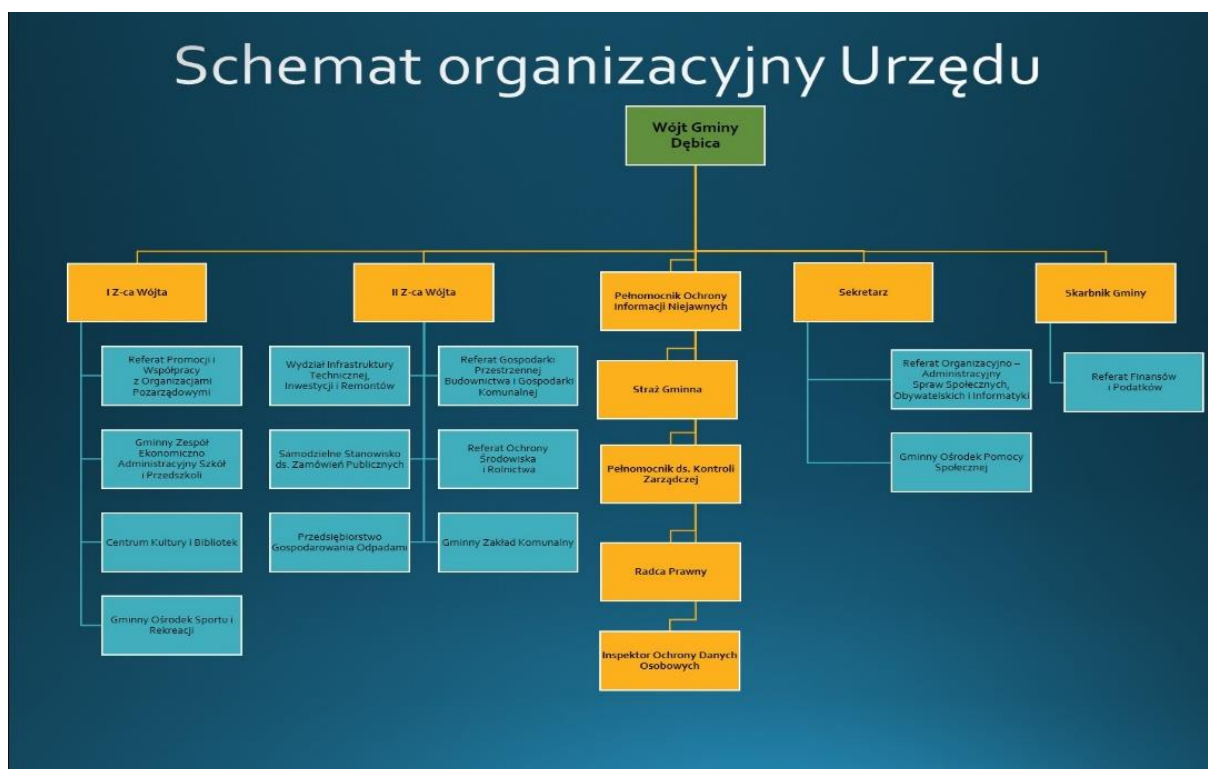 Schemat organizacyjny Urzędu
Wójt Gminy
Dębica
I Z-ca Wójta
Referat Promocji i
Współpracy
z Organizacjami
Pozarządowymi
Gminny Zespół
Ekonomiczno
Administracyjny Szkół
i Przedszkoli
Centrum Kultury i Bibliotek
Gminny Ośrodek Sportu i
Rekreacji
II Z-ca Wójta
Wydział Infrastruktury
Technicznej,
Inwestycji i Remontów
Samodzielne Stanowisko
ds. Zamówień Publicznych
Przedsiębiorstwo
Gospodarowania Odpadami
Referat Gospodarki
Przestrzennej
Budownictwa i Gospodarki
Komunalnej
Referat Ochrony
Środowiska
i Rolnictwa
Gminny Zakład Komunalny
Pełnomocnik Ochrony
Informacji Niejawnych
Straż Gminna
Pełnomocnik ds. Kontroli
Zarządczej
Radca Prawny
Inspektor Ochrony Danych
Osobowych
Sekretarz
Referat Organizacyjno –
Administracyjny
Spraw Społecznych,
Obywatelskich i Informatyki
Gminny Ośrodek Pomocy
Społecznej
Skarbnik Gminy
Referat Finansów
i Podatków